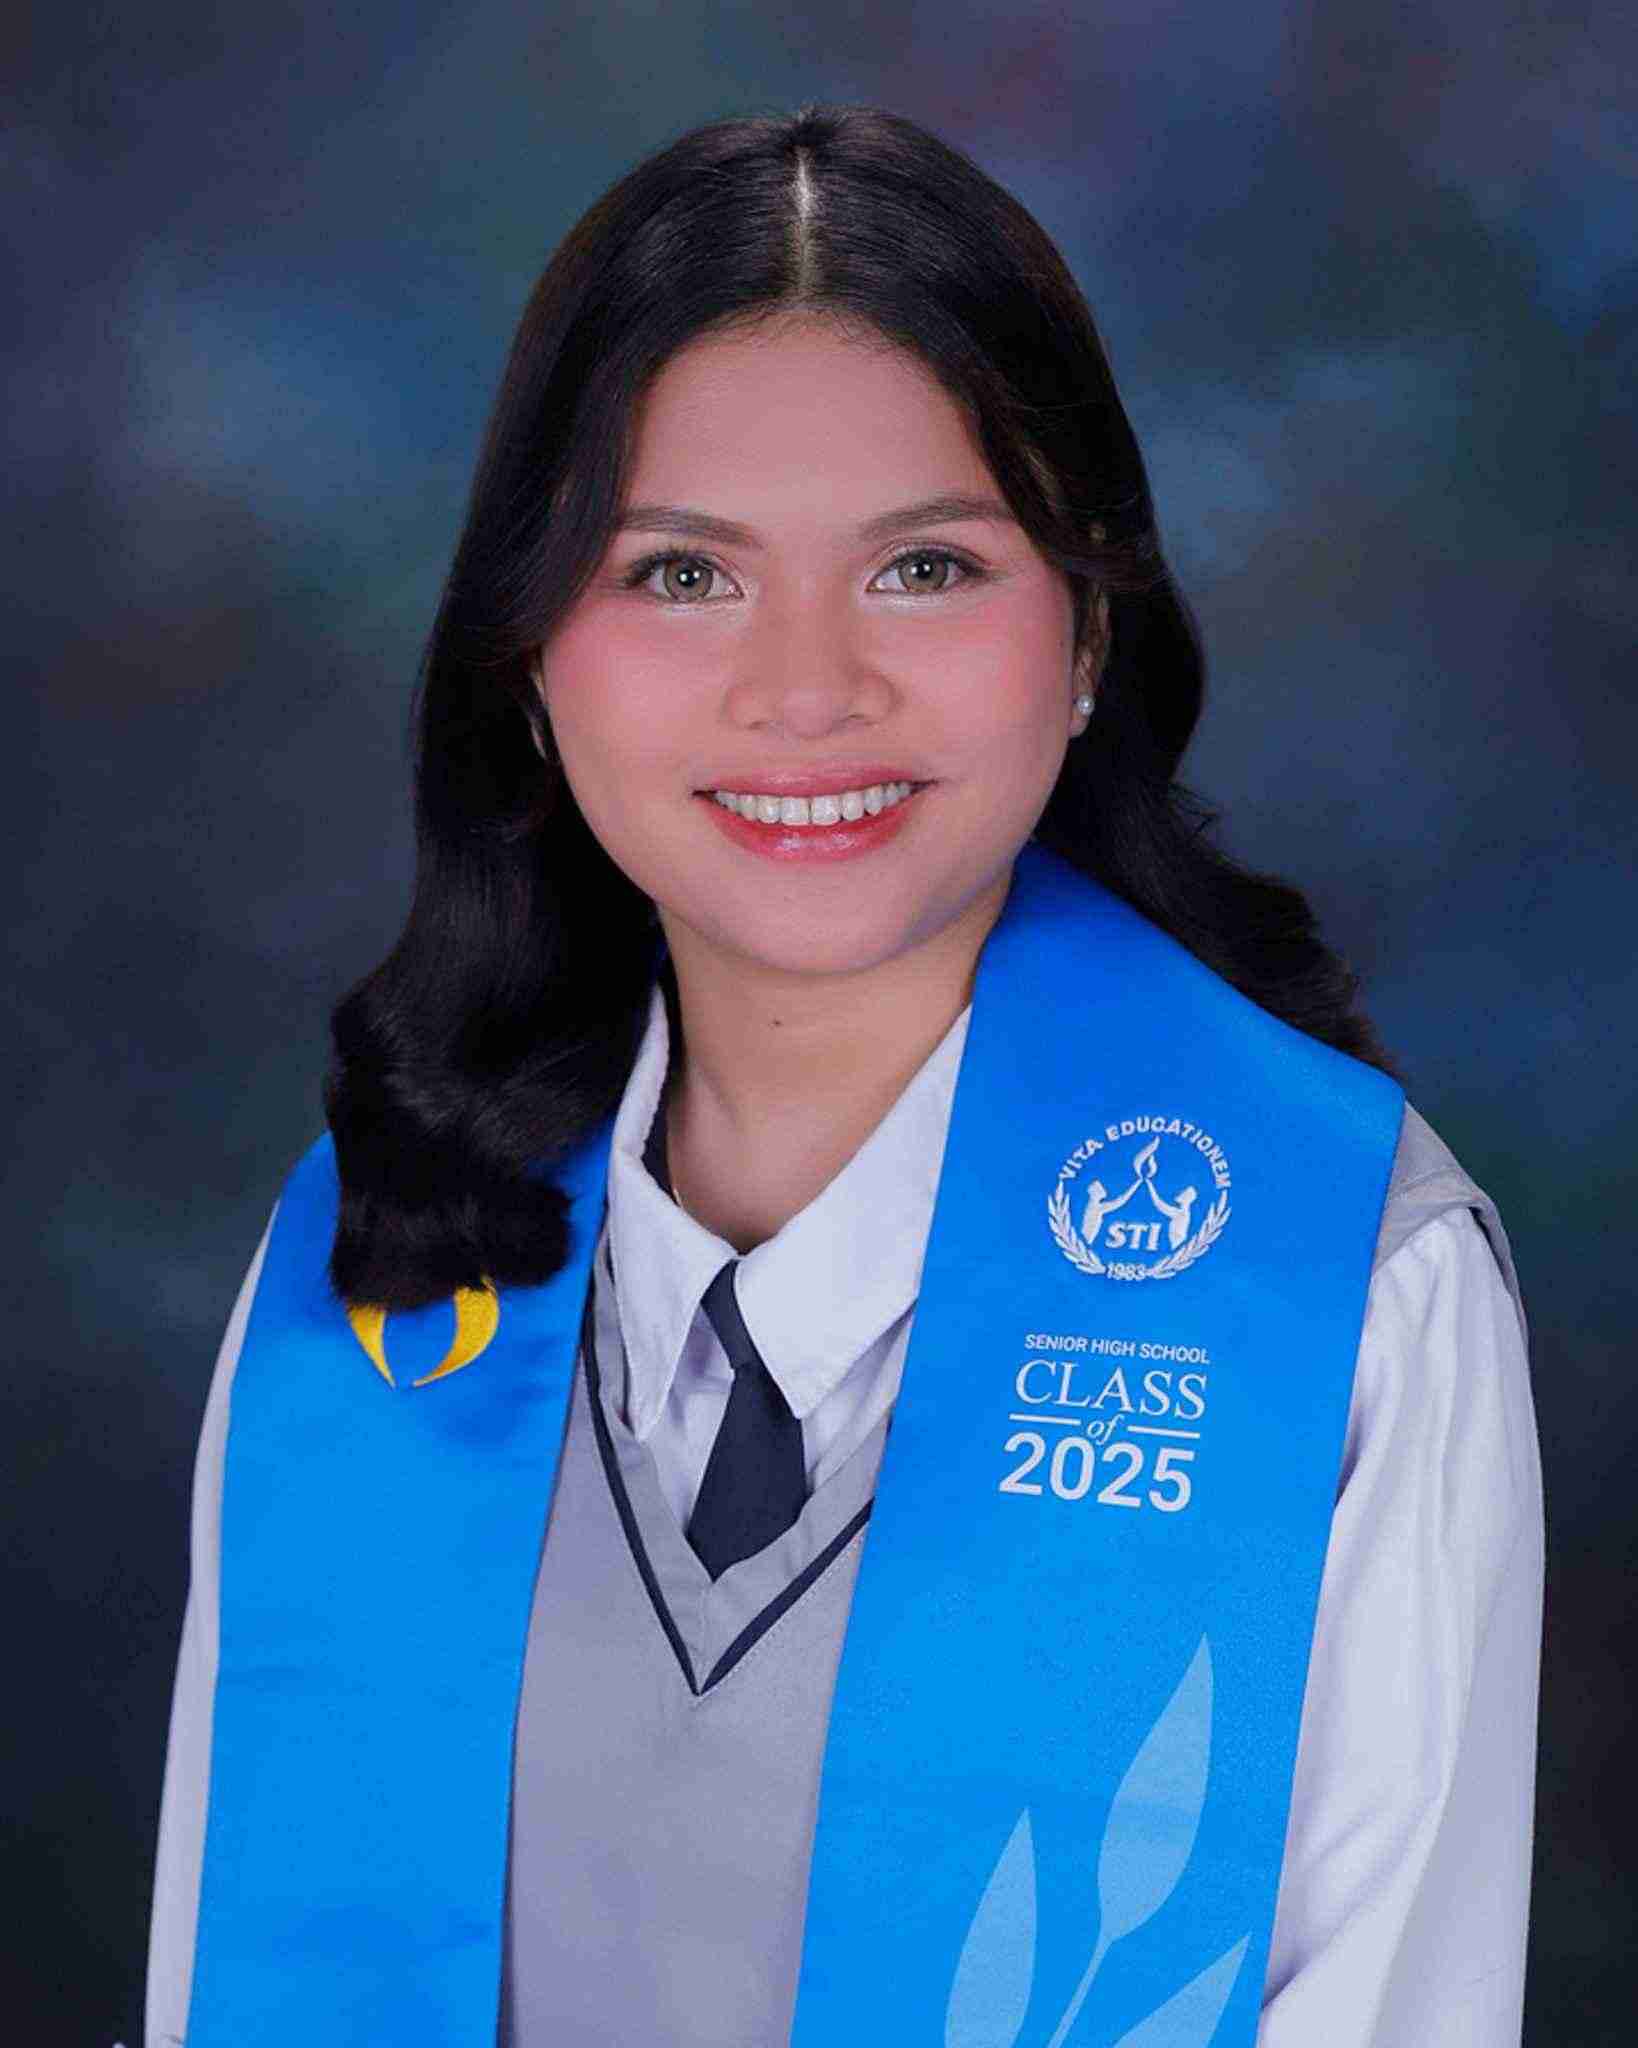 VITA EDUCATIONEM
STI
1983
SENIOR HIGH SCHOOL
CLASS
of
2025